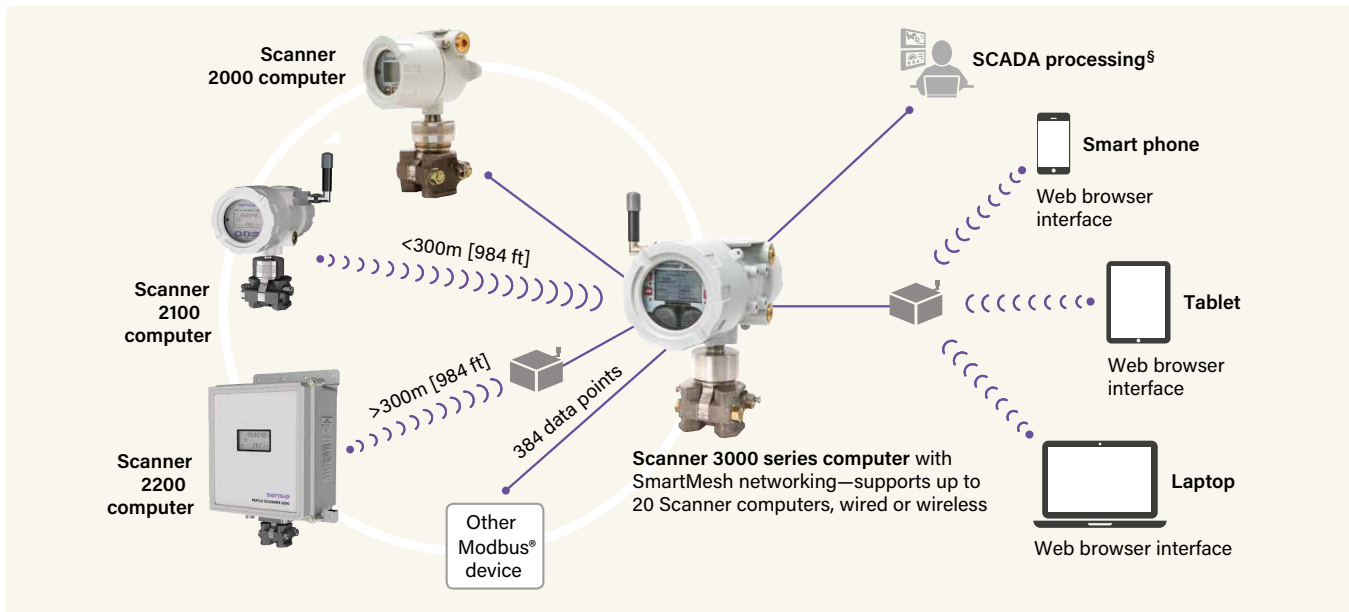 Scanner
2000 computer
SCADA processing§
Smart phone
Web browser
interface
<300m [984 ft]
Scanner
2100
computer
Tablet
Web browser
interface
>300m [984 ft]
384 data points
Scanner
2200
computer
sensia
Scanner 3000 series computer with
SmartMesh networking—supports up to
20 Scanner computers, wired or wireless
Laptop
Web browser interface
Other
Modbus®
device